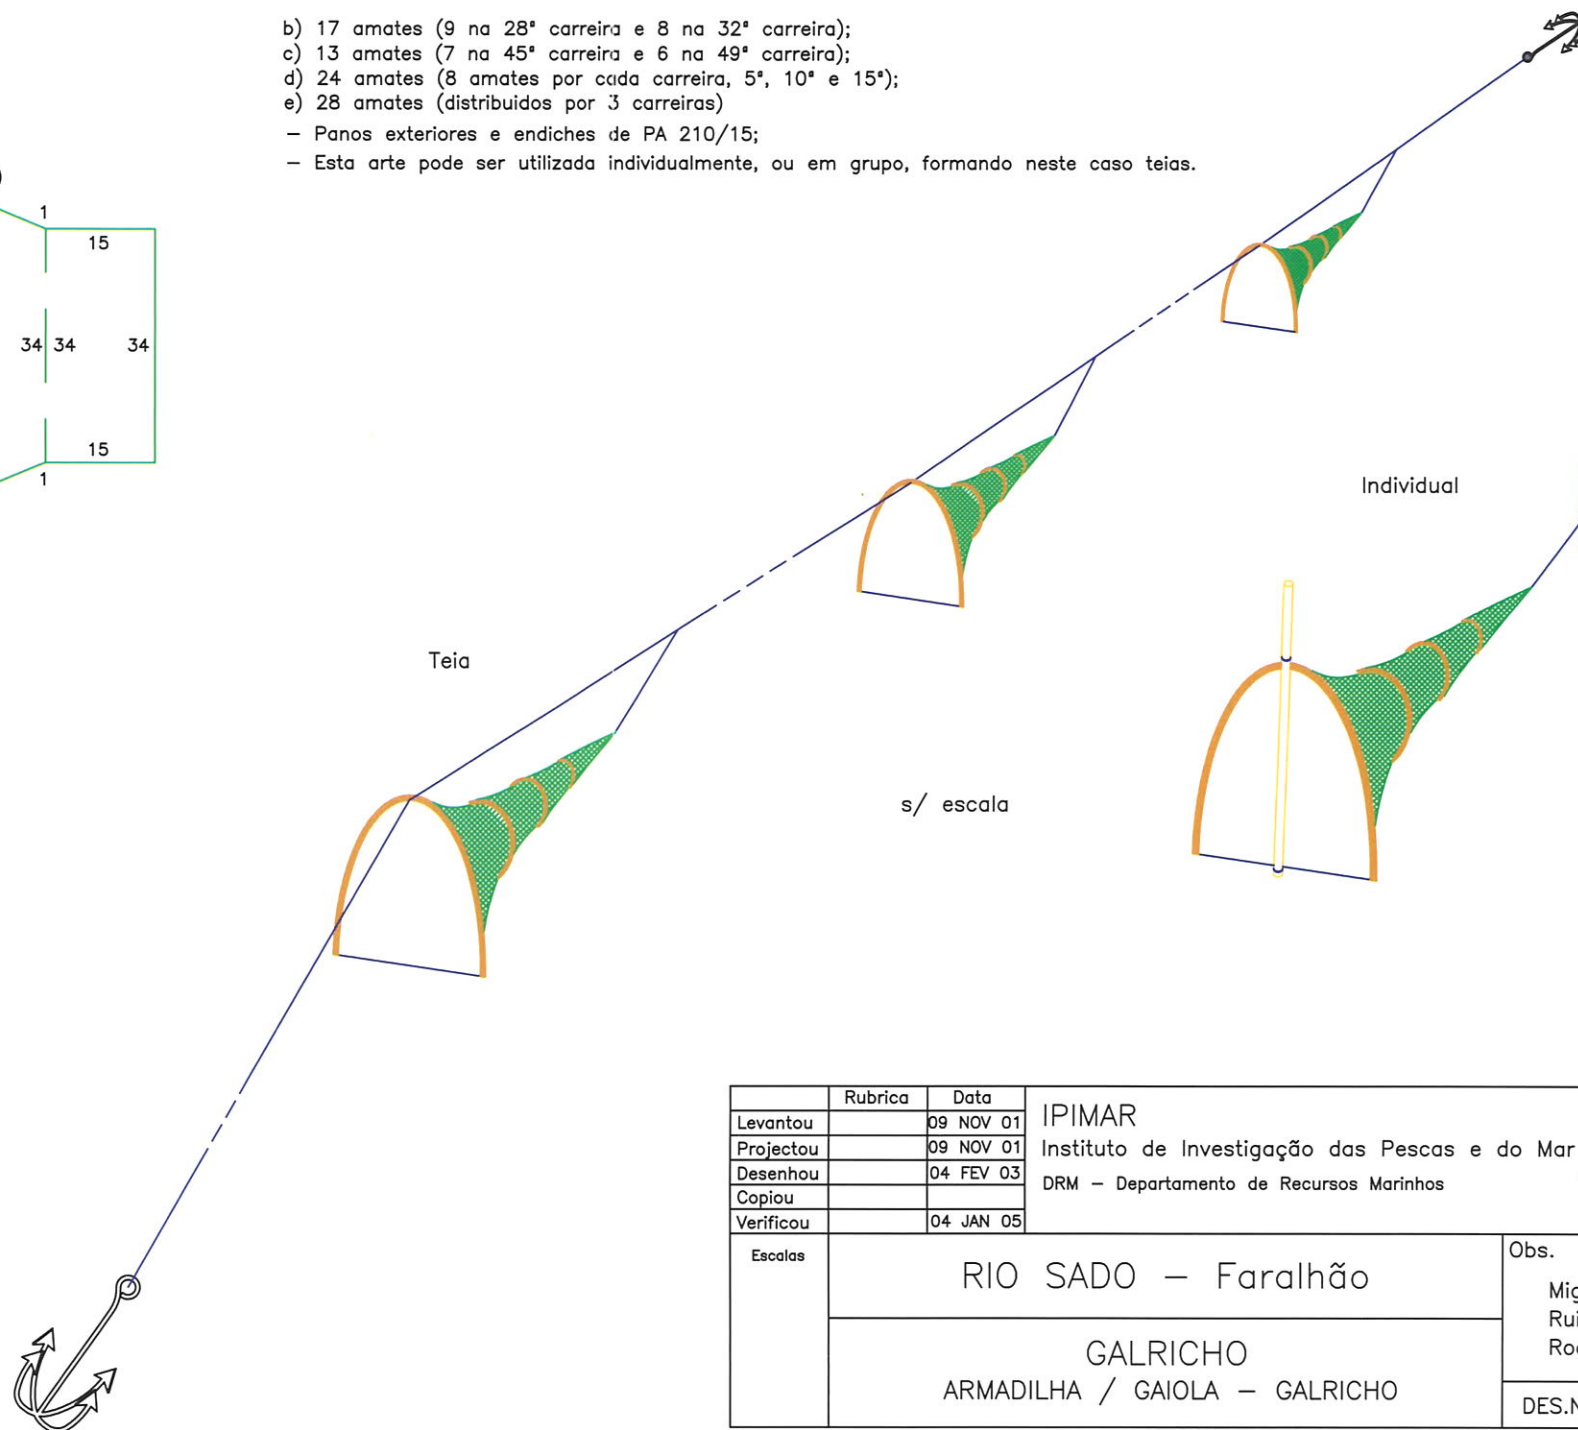 b) 17 amates (9 na 28ª carreira e 8 na 32ª carreira);
c) 13 amates (7 na 45ª carreira e 6 na 49ª carreira);
d) 24 amates (8 amates por cada carreira, 5ª, 10ª e 15ª);
e) 28 amates (distribuidos por 3 carreiras)
– Panos exteriores e endiches de PA 210/15;
– Esta arte pode ser utilizada individualmente, ou em grupo, formando neste caso teias.
1
15
34 34 34
15
1
Individual
Teia
s/ escala
Rubrica Data
Levantou 09 NOV 01
Projectou 09 NOV 01
Desenhou 04 FEV 03
Copiou
Verificou 04 JAN 05
IPIMAR
Instituto de Investigação das Pescas e do Mar
DRM – Departamento de Recursos Marinhos
Escalas
RIO SADO – Faralhão
GALRICHO
ARMADILHA / GAIOLA – GALRICHO
Obs.
Rui